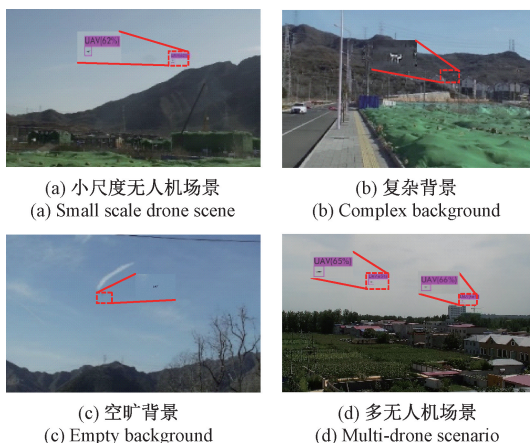 UAV(62%)
(a) 小尺度无人机场景
(a) Small scale drone scene
(b) 复杂背景
(b) Complex background
(c) 空旷背景
(c) Empty background
UAV(65%)
UAV(66%)
(d) 多无人机场景
(d) Multi-drone scenario